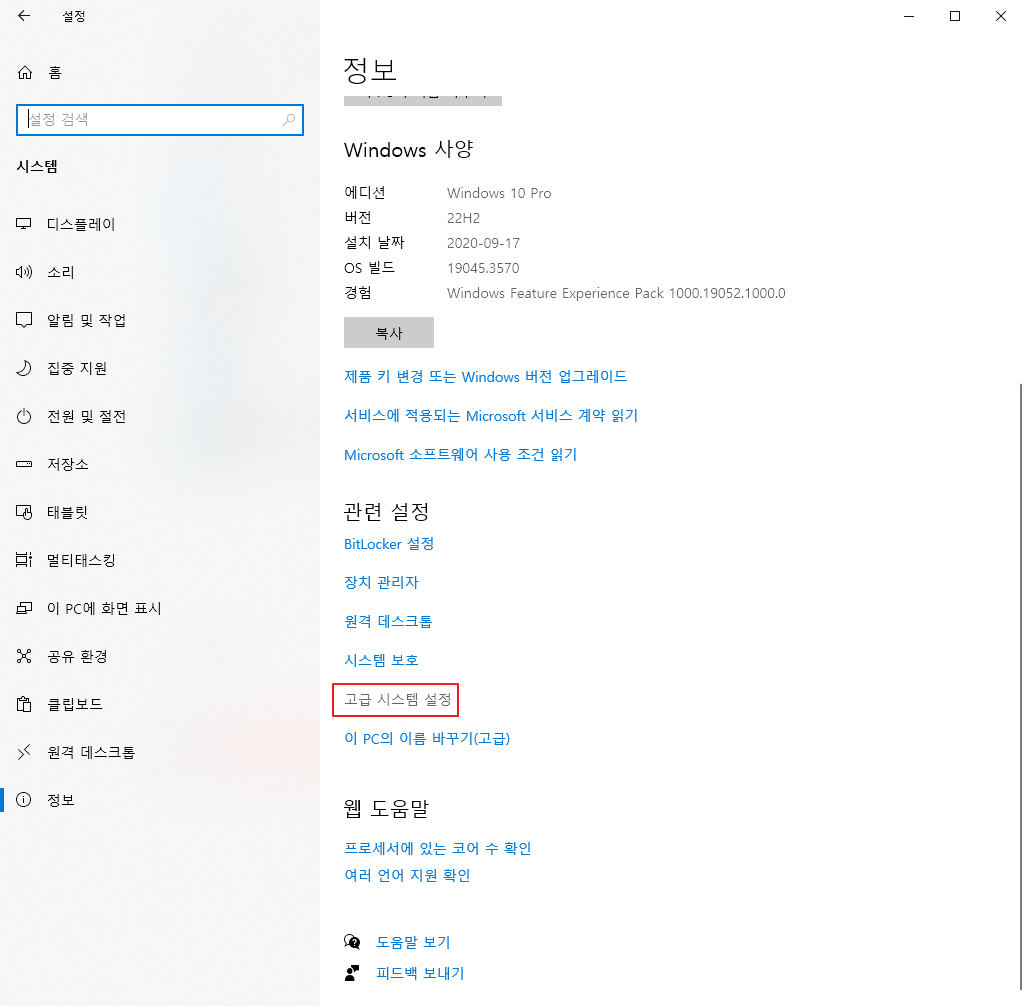 설정
홈
설정 검색
시스템
디스플레이
소리
알림 및 작업
집중 지원
전원 및 절전
저장소
태블릿
멀티태스킹
이 PC에 화면 표시
공유 환경
클립보드
원격 데스크톱
정보
정보
Windows 사양
에디션 Windows 10 Pro
버전 22H2
설치 날짜 2020-09-17
OS 빌드 19045.3570
경험 Windows Feature Experience Pack 1000.19052.1000.0
복사
제품 키 변경 또는 Windows 버전 업그레이드
서비스에 적용되는 Microsoft 서비스 계약 읽기
Microsoft 소프트웨어 사용 조건 읽기
관련 설정
BitLocker 설정
장치 관리자
원격 데스크톱
시스템 보호
고급 시스템 설정
이 PC의 이름 바꾸기(고급)
웹 도움말
프로세서에 있는 코어 수 확인
여러 언어 지원 확인
도움말 보기
피드백 보내기